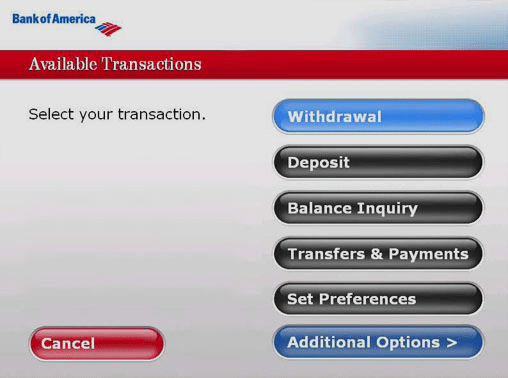 Bank of America
Available Transactions
Select your transaction.
Withdrawal
Deposit
Balance Inquiry
Transfers & Payments
Set Preferences
Cancel
Additional Options >